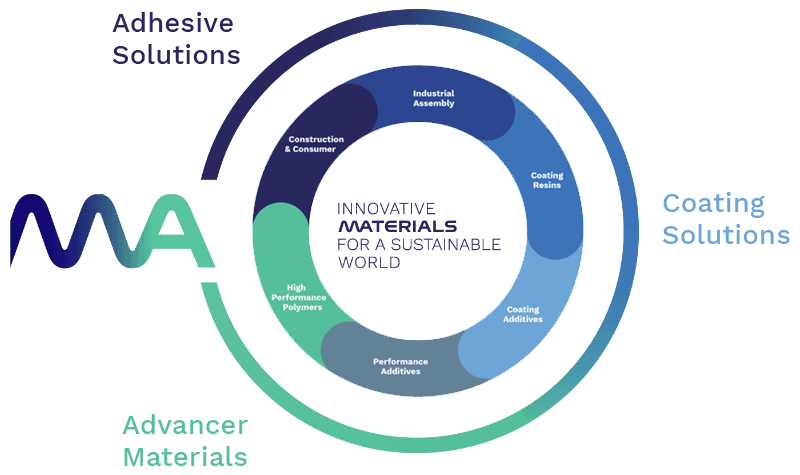 Adhesive
Solutions
Industrial
Assembly
Construction
& Consumer
Coating
Resins
MA
INNOVATIVE
MATERIALS
FOR A SUSTAINABLE
WORLD
Coating
Solutions
High
Performance
Polymers
Coating
Additives
Performance
Additives
Advancer
Materials